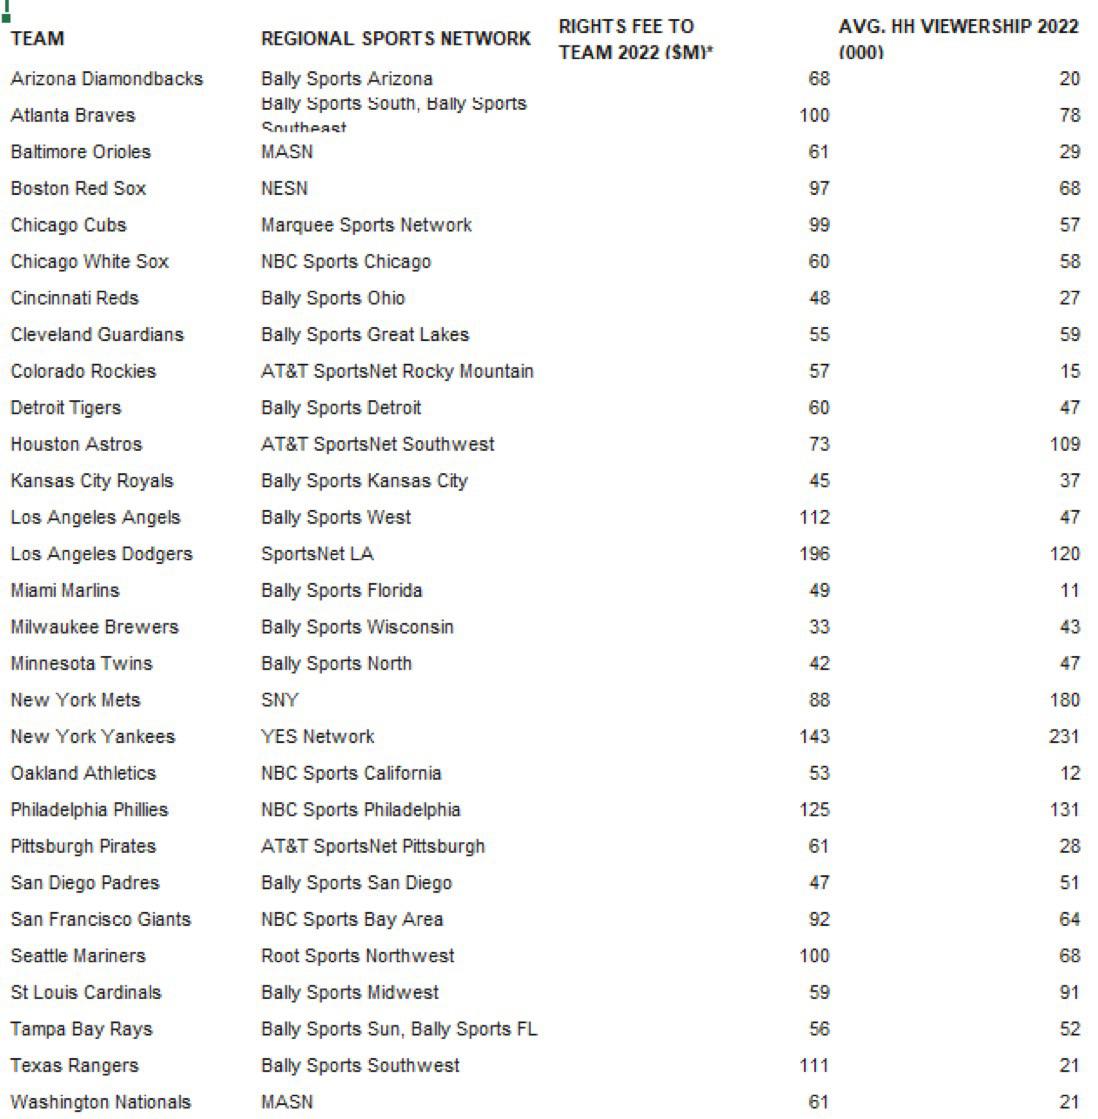 TEAM REGIONAL SPORTS NETWORK RIGHTS FEE TO TEAM 2022 ($M)* AVG. HH VIEWERSHIP 2022 (000)
Arizona Diamondbacks Bally Sports Arizona 68 20
Atlanta Braves Bally Sports South, Bally Sports Southeast 100 78
Baltimore Orioles MASN 61 29
Boston Red Sox NESN 97 68
Chicago Cubs Marquee Sports Network 99 57
Chicago White Sox NBC Sports Chicago 60 58
Cincinnati Reds Bally Sports Ohio 48 27
Cleveland Guardians Bally Sports Great Lakes 55 59
Colorado Rockies AT&T SportsNet Rocky Mountain 57 15
Detroit Tigers Bally Sports Detroit 60 47
Houston Astros AT&T SportsNet Southwest 73 109
Kansas City Royals Bally Sports Kansas City 45 37
Los Angeles Angels Bally Sports West 112 47
Los Angeles Dodgers SportsNet LA 196 120
Miami Marlins Bally Sports Florida 49 11
Milwaukee Brewers Bally Sports Wisconsin 33 43
Minnesota Twins Bally Sports North 42 47
New York Mets SNY 88 180
New York Yankees YES Network 143 231
Oakland Athletics NBC Sports California 53 12
Philadelphia Phillies NBC Sports Philadelphia 125 131
Pittsburgh Pirates AT&T SportsNet Pittsburgh 61 28
San Diego Padres Bally Sports San Diego 47 51
San Francisco Giants NBC Sports Bay Area 92 64
Seattle Mariners Root Sports Northwest 100 68
St Louis Cardinals Bally Sports Midwest 59 91
Tampa Bay Rays Bally Sports Sun, Bally Sports FL 56 52
Texas Rangers Bally Sports Southwest 111 21
Washington Nationals MASN 61 21